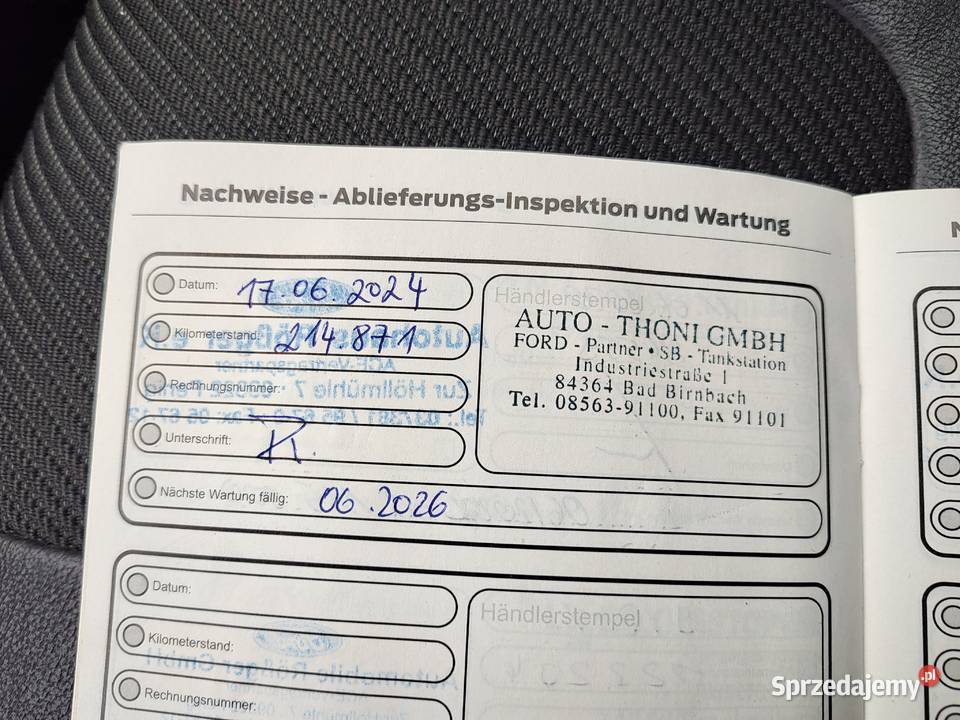 Nachweise - Ablieferungs-Inspektion und Wartung
Datum: 17.06.2024
Kilometerstand: 214.871
Rechnungsnummer:
Unterschrift: R.
Nächste Wartung fällig: 06.2026
Händlerstempel
AUTO - THONI GMBH
FORD - Partner • SB - Tankstation
Industriestraße 1
84364 Bad Birnbach
Tel. 08563-91100, Fax 91101
Datum:
Kilometerstand:
Rechnungsnummer:
Händlerstempel
Sprzedajemy.pl